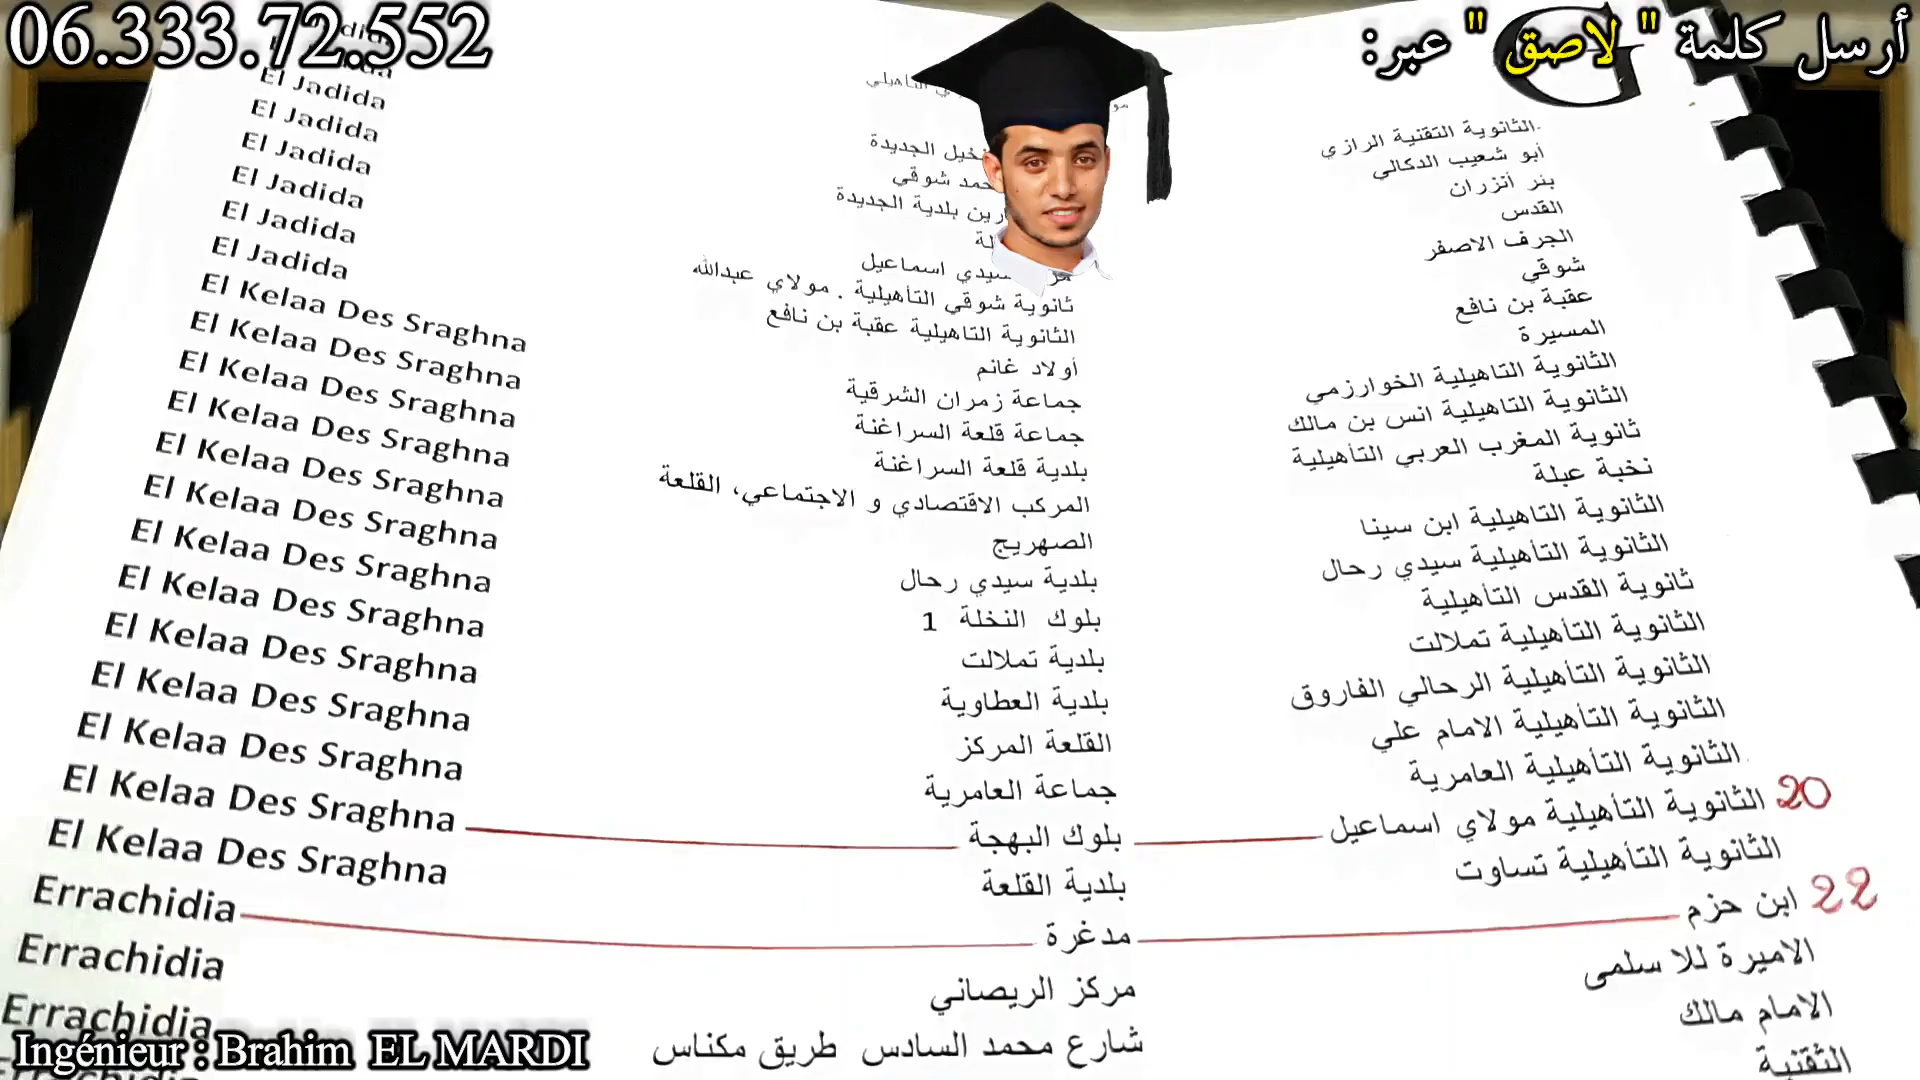 06.333.72.552
أرسل كلمة " لاصق " عبر:
El Jadida
El Jadida
El Jadida
El Jadida
El Jadida
El Jadida
El Kelaa Des Sraghna
El Kelaa Des Sraghna
El Kelaa Des Sraghna
El Kelaa Des Sraghna
El Kelaa Des Sraghna
El Kelaa Des Sraghna
El Kelaa Des Sraghna
El Kelaa Des Sraghna
El Kelaa Des Sraghna
El Kelaa Des Sraghna
El Kelaa Des Sraghna
El Kelaa Des Sraghna
El Kelaa Des Sraghna
Errachidia
Errachidia
Errachidia
الجديدة
شوقي
بلدية الجديدة
سيدي اسماعيل
ثانوية شوقي التأهيلية . مولاي عبدالله
الثانوية التاهيلية عقبة بن نافع
أولاد غانم
جماعة زمران الشرقية
جماعة قلعة السراغنة
بلدية قلعة السراغنة
المركب الاقتصادي و الاجتماعي، القلعة
الصهريج
بلدية سيدي رحال
بلوك النخلة 1
بلدية تملالت
بلدية العطاوية
القلعة المركز
جماعة العامرية
بلوك البهجة
بلدية القلعة
مدغرة
مركز الريصاني
شارع محمد السادس طريق مكناس
الثانوية التقنية الرازي
أبو شعيب الدكالي
بئر أنزران
القدس
الجرف الاصفر
شوقي
عقبة بن نافع
المسيرة
الثانوية التاهيلية الخوارزمي
الثانوية التاهيلية انس بن مالك
ثانوية المغرب العربي التأهيلية
نخبة عبلة
الثانوية التاهيلية ابن سينا
الثانوية التأهيلية سيدي رحال
ثانوية القدس التأهيلية
الثانوية التأهيلية تملالت
الثانوية التأهيلية الرحالي الفاروق
الثانوية التأهيلية الامام علي
الثانوية التأهيلية العامرية
20 الثانوية التأهيلية مولاي اسماعيل
الثانوية التأهيلية تساوت
22 ابن حزم
الاميرة للا سلمى
الامام مالك
التقنية
Ingénieur : Brahim EL MARDI